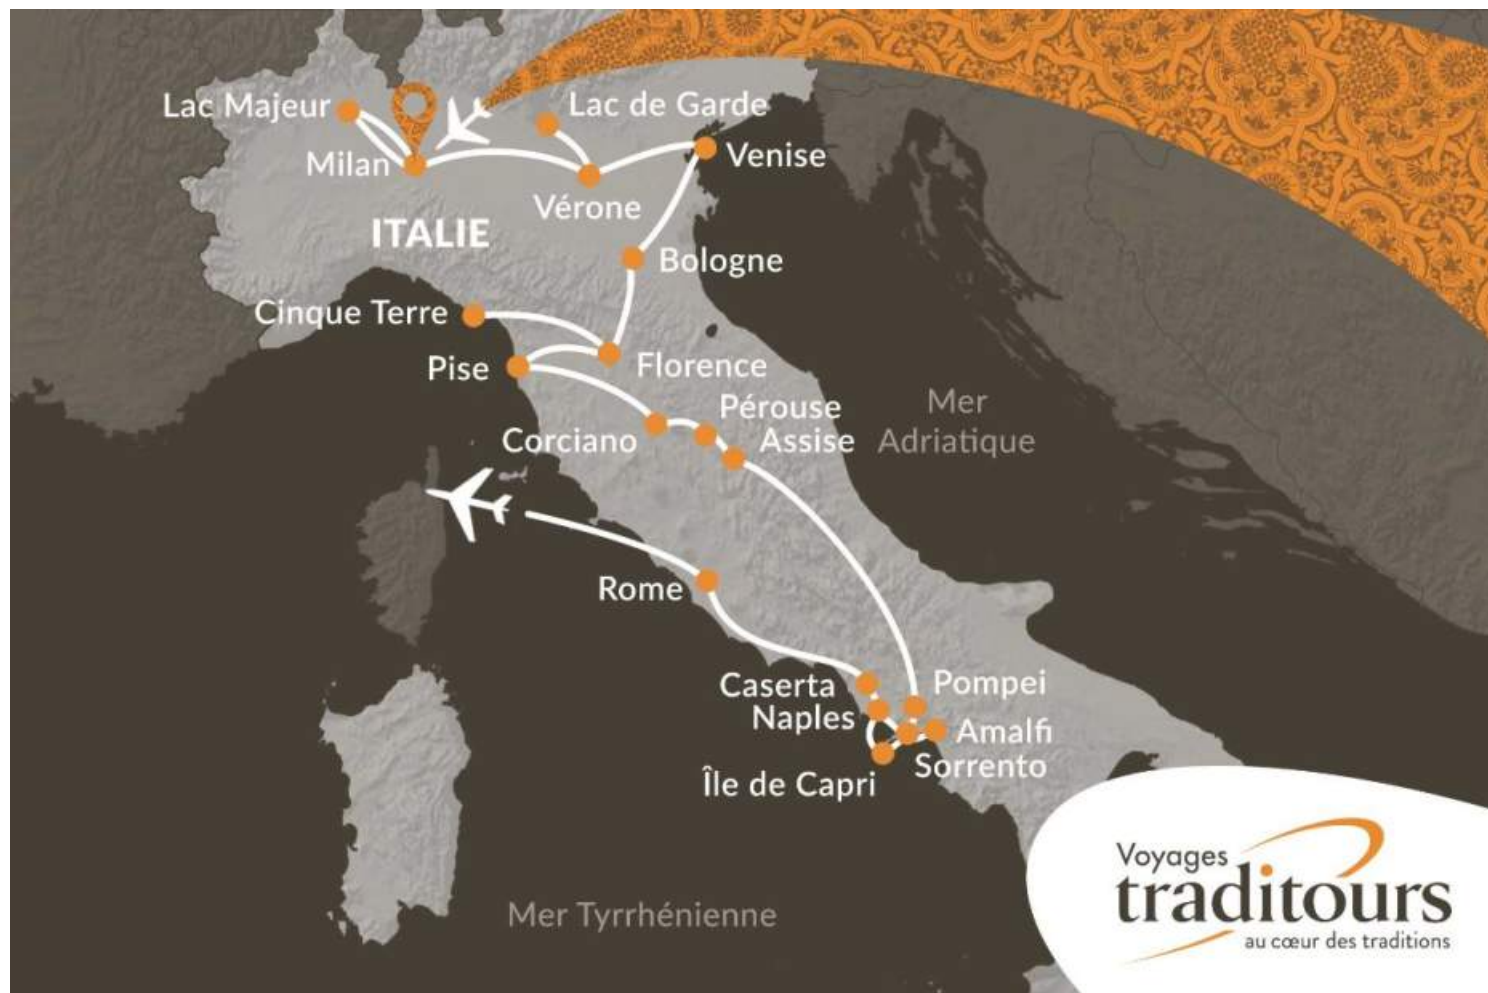 Lac Majeur
Lac de Garde
Milan
Venise
Vérone
ITALIE
Bologne
Cinque Terre
Pise
Florence
Pérouse
Assise
Corciano
Mer
Adriatique
Rome
Caserta
Naples
Pompei
Amalfi
Sorrento
Île de Capri
Mer Tyrrhénienne
Voyages
traditours
au cœur des traditions